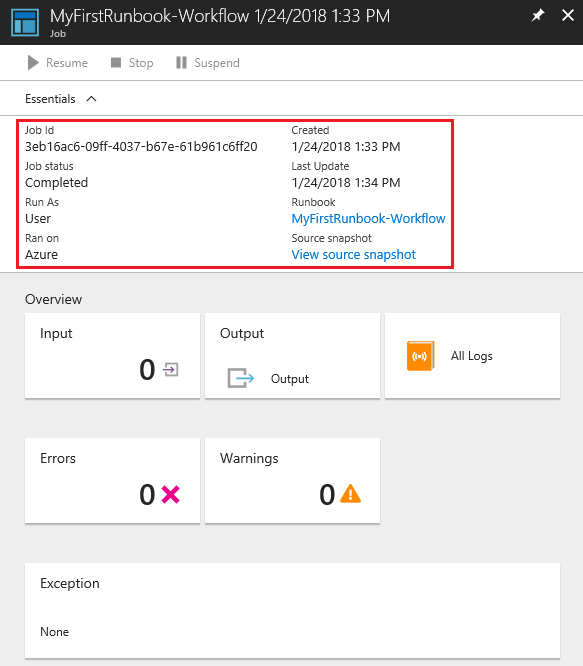 MyFirstRunbook-Workflow 1/24/2018 1:33 PM
Job
Resume Stop Suspend
Essentials
Job Id Created
3eb16ac6-09ff-4037-b67e-61b961c6ff20 1/24/2018 1:33 PM
Job status Last Update
Completed 1/24/2018 1:34 PM
Run As Runbook
User MyFirstRunbook-Workflow
Ran on Source snapshot
Azure View source snapshot
Overview
Input Output
0 Output All Logs
Errors Warnings
0 0
Exception
None